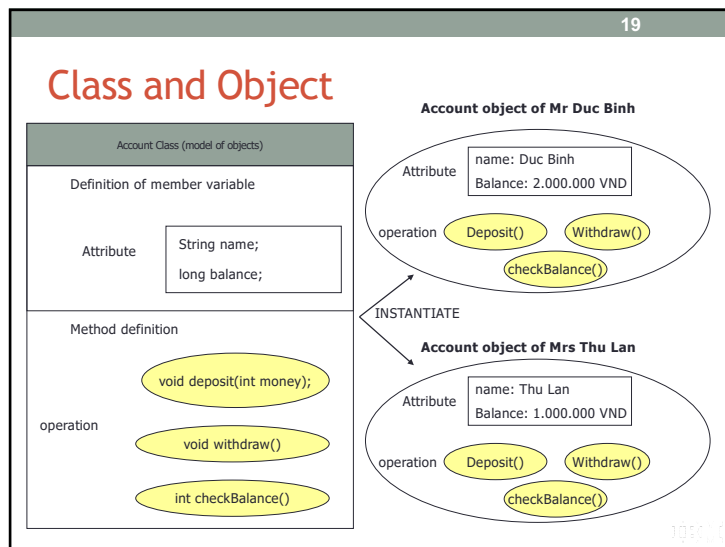 19
Class and Object
Account Class (model of objects)
Definition of member variable
Attribute
String name;
long balance;
Method definition
operation
void deposit(int money);
void withdraw()
int checkBalance()
INSTANTIATE
Account object of Mr Duc Binh
Attribute
name: Duc Binh
Balance: 2.000.000 VND
operation
Deposit()
Withdraw()
checkBalance()
Account object of Mrs Thu Lan
Attribute
name: Thu Lan
Balance: 1.000.000 VND
operation
Deposit()
Withdraw()
checkBalance()